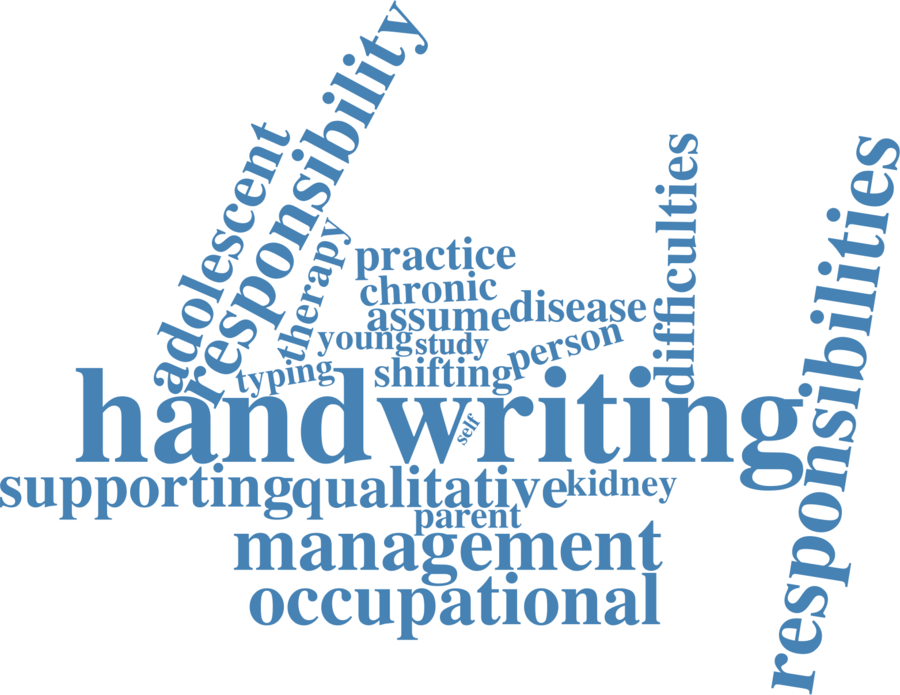 responsibility
adolescent
therapy
practice
difficulties
responsibilities
chronic
assume
disease
young
study
person
typing
shifting
handwriting
self
supporting
qualitative
kidney
parent
management
occupational